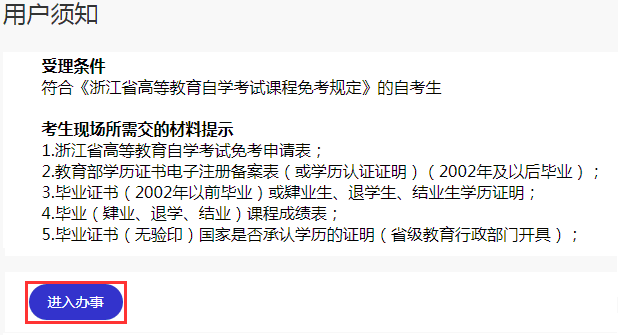 用户须知
受理条件
符合《浙江省高等教育自学考试课程免考规定》的自考生
考生现场所需交的材料提示
1.浙江省高等教育自学考试免考申请表；
2.教育部学历证书电子注册备案表（或学历认证证明）（2002年及以后毕业）；
3.毕业证书（2002年以前毕业）或肄业生、退学生、结业生学历证明；
4.毕业（肄业、退学、结业）课程成绩表；
5.毕业证书（无验印）国家是否承认学历的证明（省级教育行政部门开具）；
进入办事